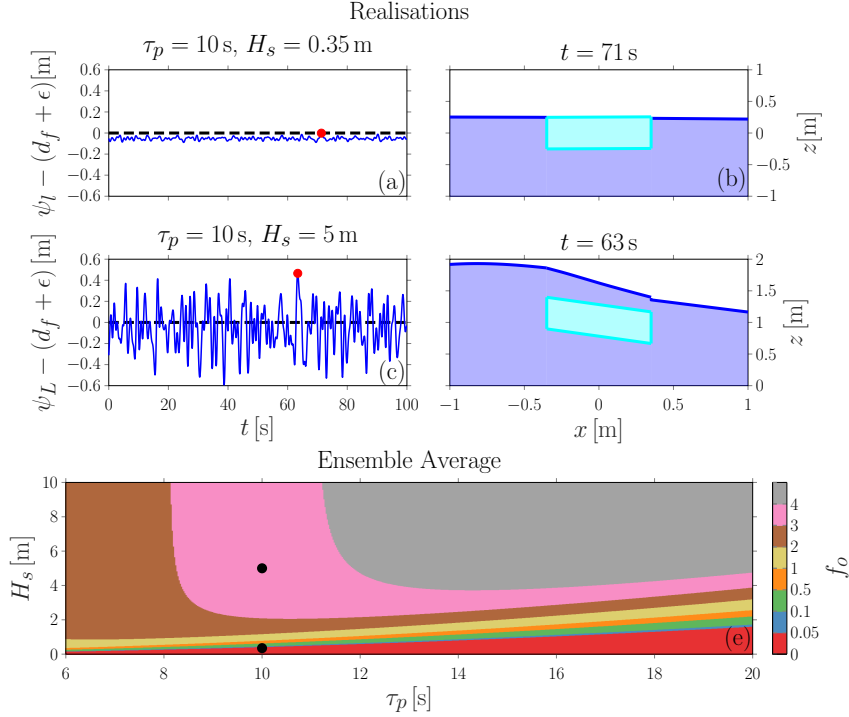 Realisations
τ_p = 10 s, H_s = 0.35 m
t = 71 s
ψ_l − (d_f + ϵ)[m]
0.6
0.4
0.2
0
−0.2
−0.4
−0.6
(a)
1
0.5
0
−0.5
−1
z[m]
(b)
τ_p = 10 s, H_s = 5 m
t = 63 s
ψ_L − (d_f + ϵ) [m]
0.6
0.4
0.2
0
−0.2
−0.4
−0.6
(c)
0 20 40 60 80 100
t [s]
2
1.5
1
0.5
0
z [m]
−1 −0.5 0 0.5 1
x [m]
Ensemble Average
H_s [m]
10
8
6
4
2
0
(e)
6 8 10 12 14 16 18 20
τ_p [s]
4
3
2
1
0.5
0.1
0.05
0
f_o